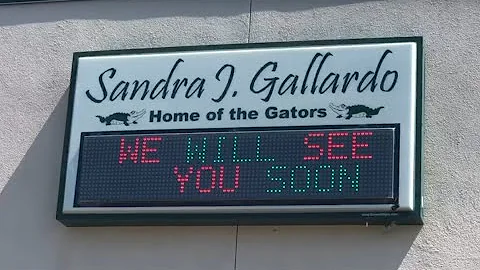 Sandra J. Gallardo
Home of the Gators
WE WILL SEE
YOU SOON